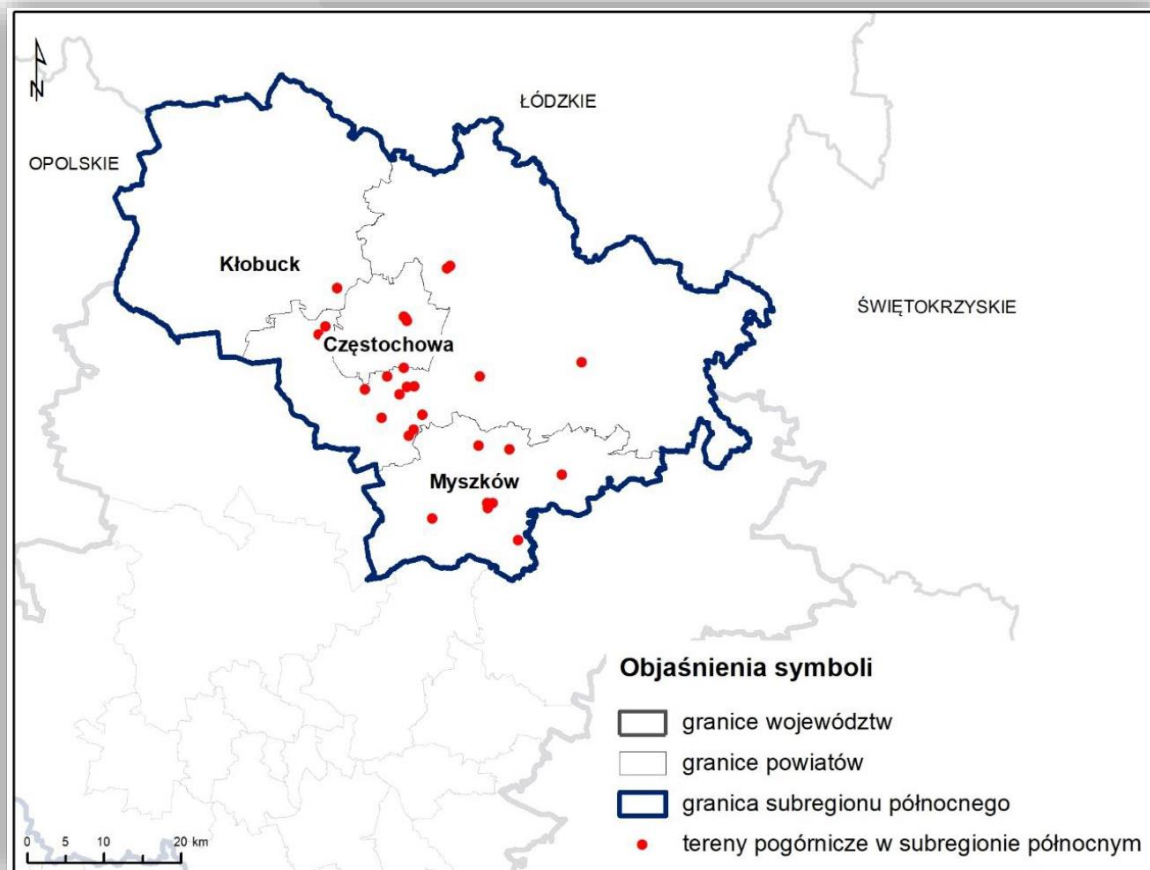 N
ŁÓDZKIE
OPOLSKIE
Kłobuck
ŚWIĘTOKRZYSKIE
Częstochowa
Myszków
Objaśnienia symboli
granice województw
granice powiatów
granica subregionu północnego
tereny pogórnicze w subregionie północnym
0 5 10 20 km